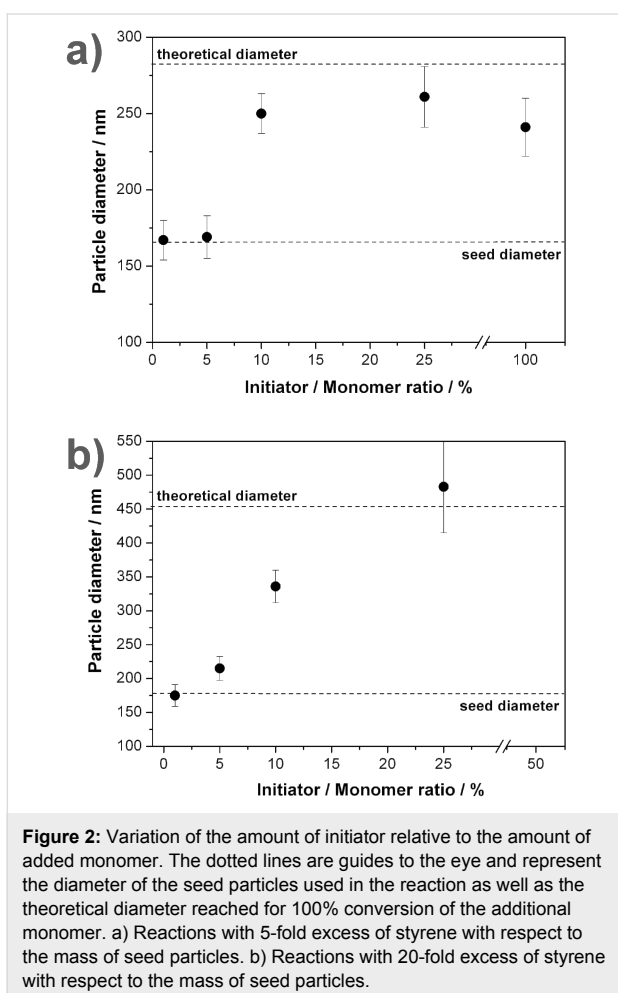 a)
300
theoretical diameter
250
200
150
seed diameter
100
Particle diameter / nm
0 5 10 15 20 25 100
Initiator / Monomer ratio / %
b)
550
500
theoretical diameter
450
400
350
300
250
200
150
seed diameter
100
Particle diameter / nm
0 5 10 15 20 25 50
Initiator / Monomer ratio / %
Figure 2: Variation of the amount of initiator relative to the amount of
added monomer. The dotted lines are guides to the eye and represent
the diameter of the seed particles used in the reaction as well as the
theoretical diameter reached for 100% conversion of the additional
monomer. a) Reactions with 5-fold excess of styrene with respect to
the mass of seed particles. b) Reactions with 20-fold excess of styrene
with respect to the mass of seed particles.